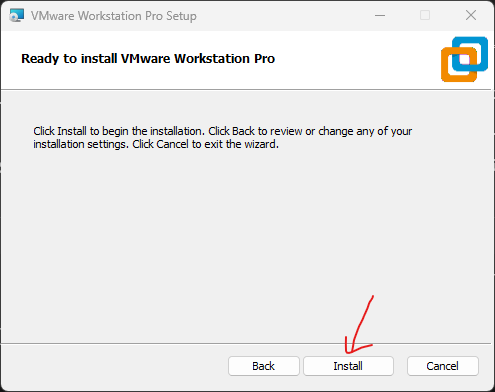 VMware Workstation Pro Setup
Ready to install VMware Workstation Pro
Click Install to begin the installation. Click Back to review or change any of your
installation settings. Click Cancel to exit the wizard.
Back Install Cancel